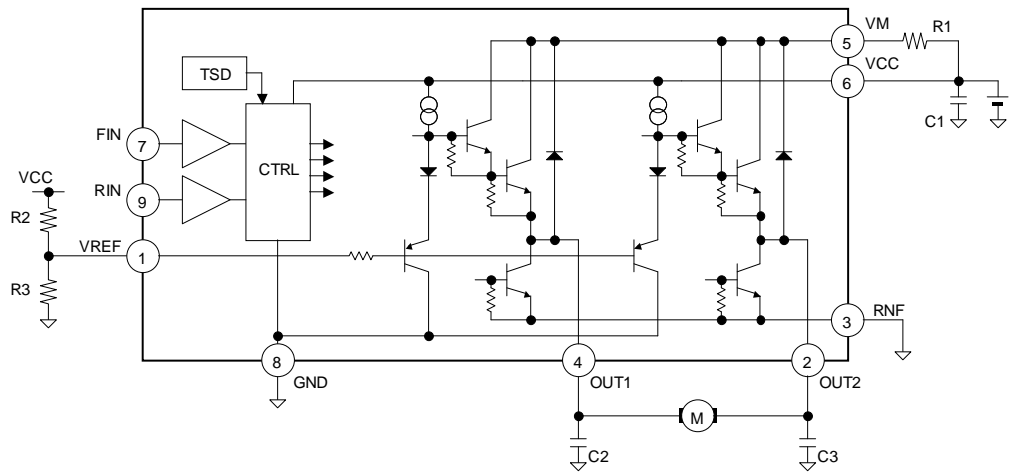 VM
R1
5
VCC
6
TSD
C1
FIN
7
CTRL
VCC
RIN
9
R2
VREF
1
R3
RNF
3
8
GND
4
OUT1
2
OUT2
M
C2
C3